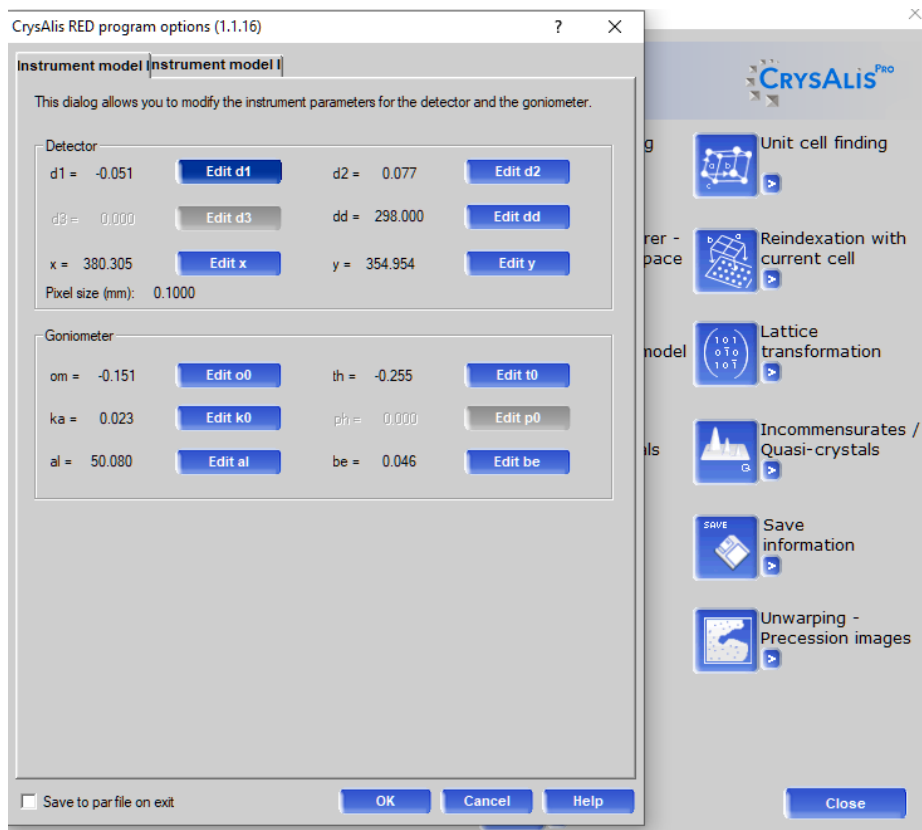 CrysAlis RED program options (1.1.16)
? ×
Instrument model I Instrument model I
This dialog allows you to modify the instrument parameters for the detector and the goniometer.
Detector
d1 = -0.051 Edit d1 d2 = 0.077 Edit d2
d3 = 0.000 Edit d3 dd = 298.000 Edit dd
x = 380.305 Edit x y = 354.954 Edit y
Pixel size (mm): 0.1000
Goniometer
om = -0.151 Edit o0 th = -0.255 Edit t0
ka = 0.023 Edit k0 ph = 0.000 Edit p0
al = 50.080 Edit al be = 0.046 Edit be
Save to par file on exit
OK Cancel Help
CRYSALIS PRO
g
Unit cell finding
rer -
pace
Reindexation with
current cell
model
Lattice
transformation
als
Incommensurates /
Quasi-crystals
SAVE
Save
information
Unwarping -
Precession images
Close